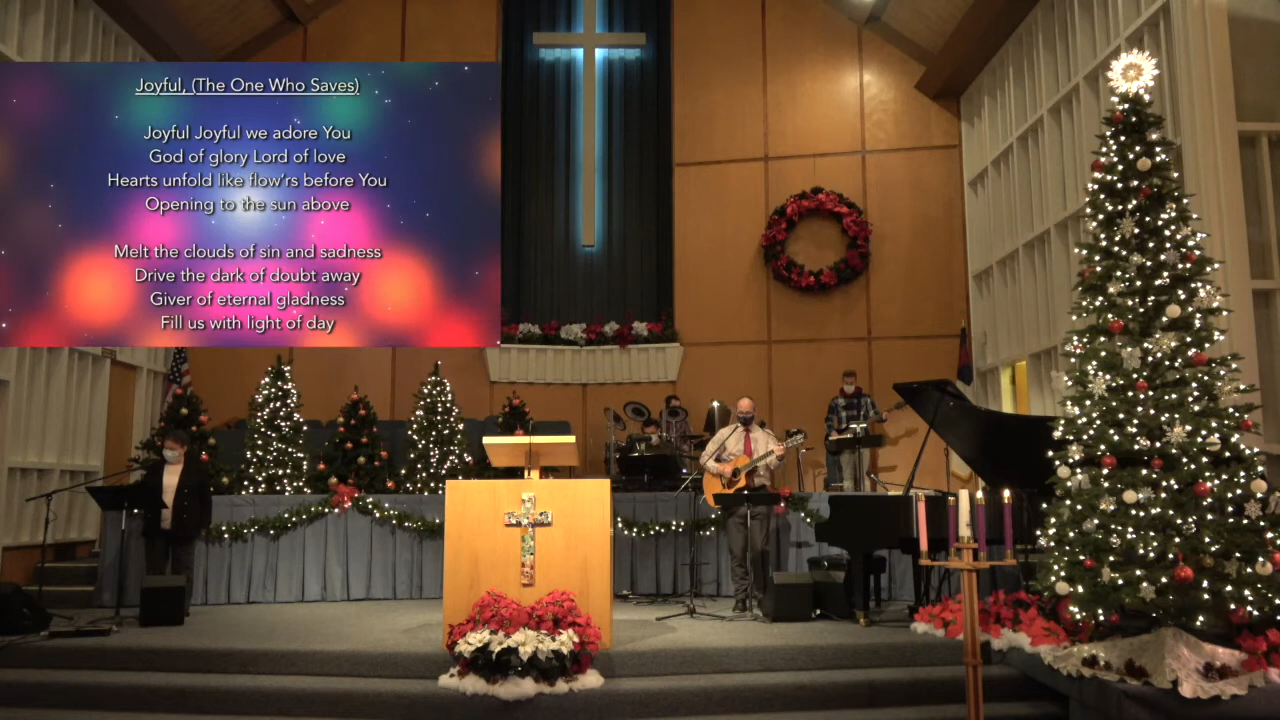 Joyful, (The One Who Saves)
Joyful Joyful we adore You
God of glory Lord of love
Hearts unfold like flow'rs before You
Opening to the sun above
Melt the clouds of sin and sadness
Drive the dark of doubt away
Giver of eternal gladness
Fill us with light of day